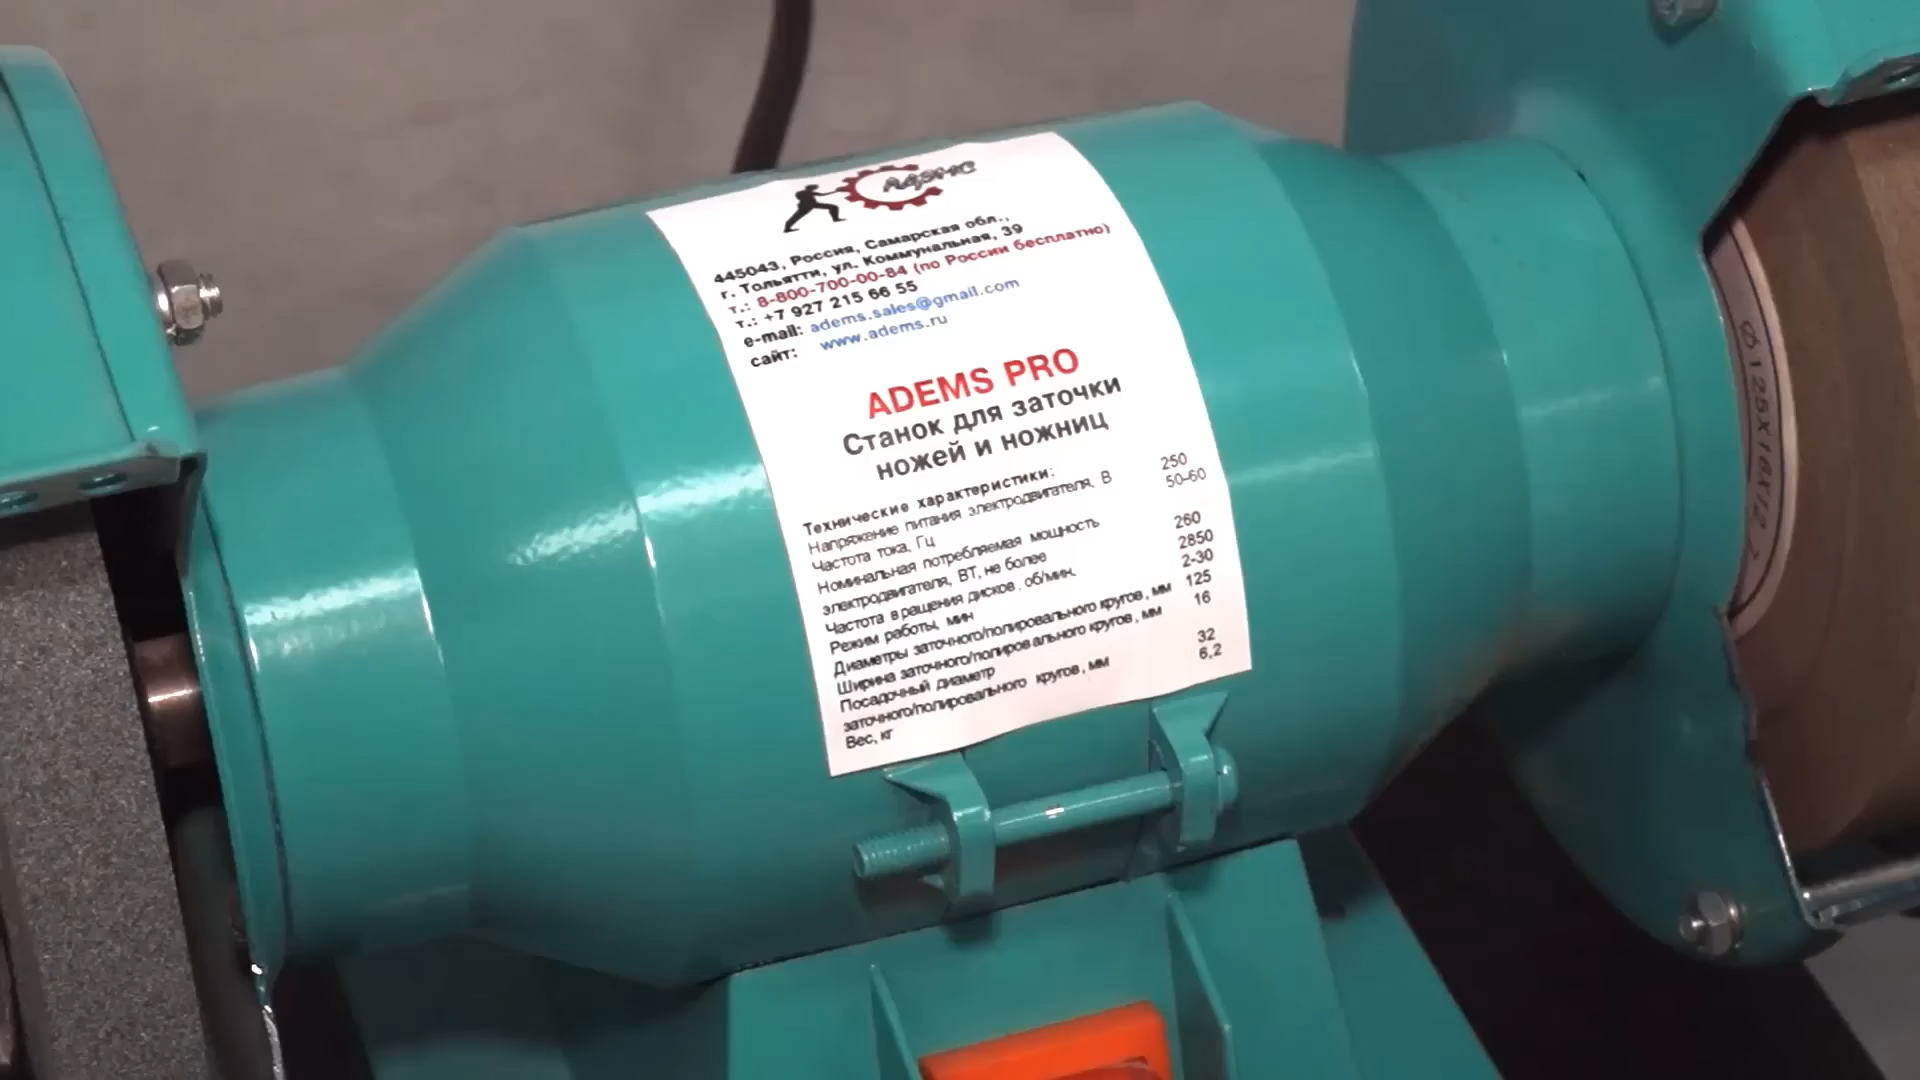 Адэмс
445043, Россия, Самарская обл.,
г. Тольятти, ул. Коммунальная, 39
т.: 8-800-700-00-84 (по России бесплатно)
т.: +7 927 215 66 55
e-mail: adems.sales@gmail.com
сайт: www.adems.ru
ADEMS PRO
Станок для заточки
ножей и ножниц
Технические характеристики:
Напряжение питания электродвигателя, В 250
Частота тока, Гц 50-60
Номинальная потребляемая мощность
электродвигателя, ВТ, не более 260
Частота вращения дисков, об/мин. 2850
Режим работы, мин 2-30
Диаметры заточного/полировального кругов, мм 125
Ширина заточного/полировального кругов, мм 16
Посадочный диаметр
заточного/полировального кругов, мм 32
Вес, кг 6,2